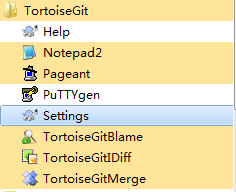 TortoiseGit
Help
Notepad2
Pageant
PuTTYgen
Settings
TortoiseGitBlame
TortoiseGitIDiff
TortoiseGitMerge